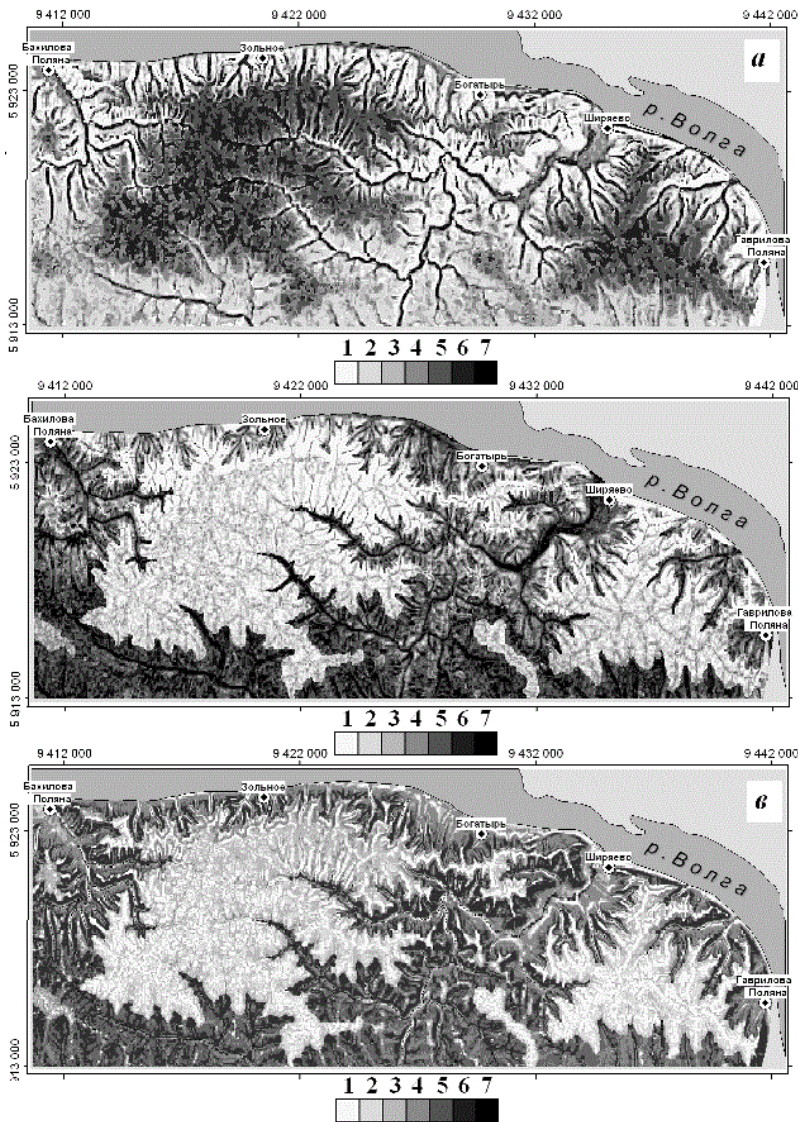 9 412 000 9 422 000 9 432 000 9 442 000
Бахилова
Поляна
Зольное
Богатырь
Ширяево
Гаврилова
Поляна
р. Волга
а
5 923 000
5 913 000
1 2 3 4 5 6 7
9 412 000 9 422 000 9 432 000 9 442 000
Бахилова
Поляна
Зольное
Богатырь
Ширяево
Гаврилова
Поляна
р. Волга
5 923 000
5 913 000
1 2 3 4 5 6 7
9 412 000 9 422 000 9 432 000 9 442 000
Бахилова
Поляна
Зольное
Богатырь
Ширяево
Гаврилова
Поляна
р. Волга
в
5 923 000
913 000
1 2 3 4 5 6 7